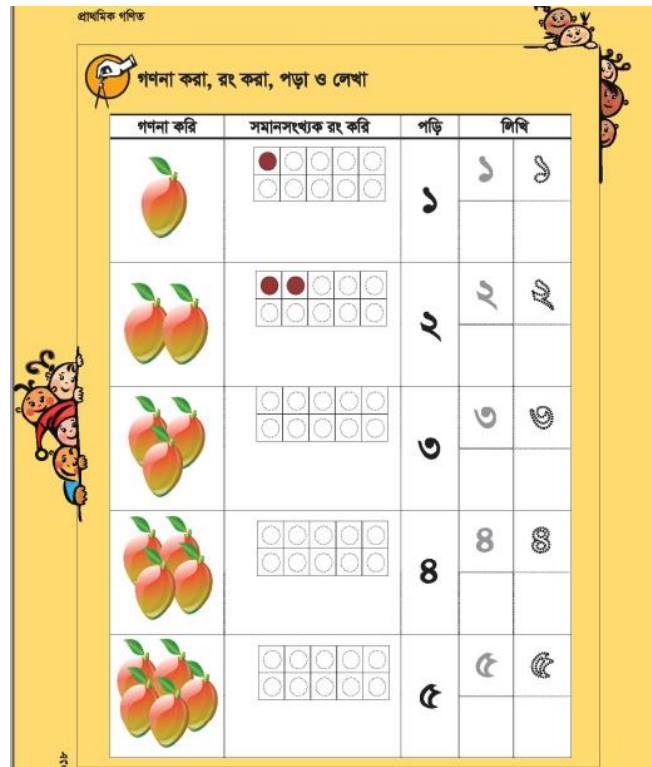 প্রাথমিক গণিত
গণনা করা, রং করা, পড়া ও লেখা
গণনা করি সমানসংখ্যক রং করি পড়ি লিখি
১ ১ ১
২ ২ ২
৩ ৩ ৩
৪ ৪ ৪
৫ ৫ ৫